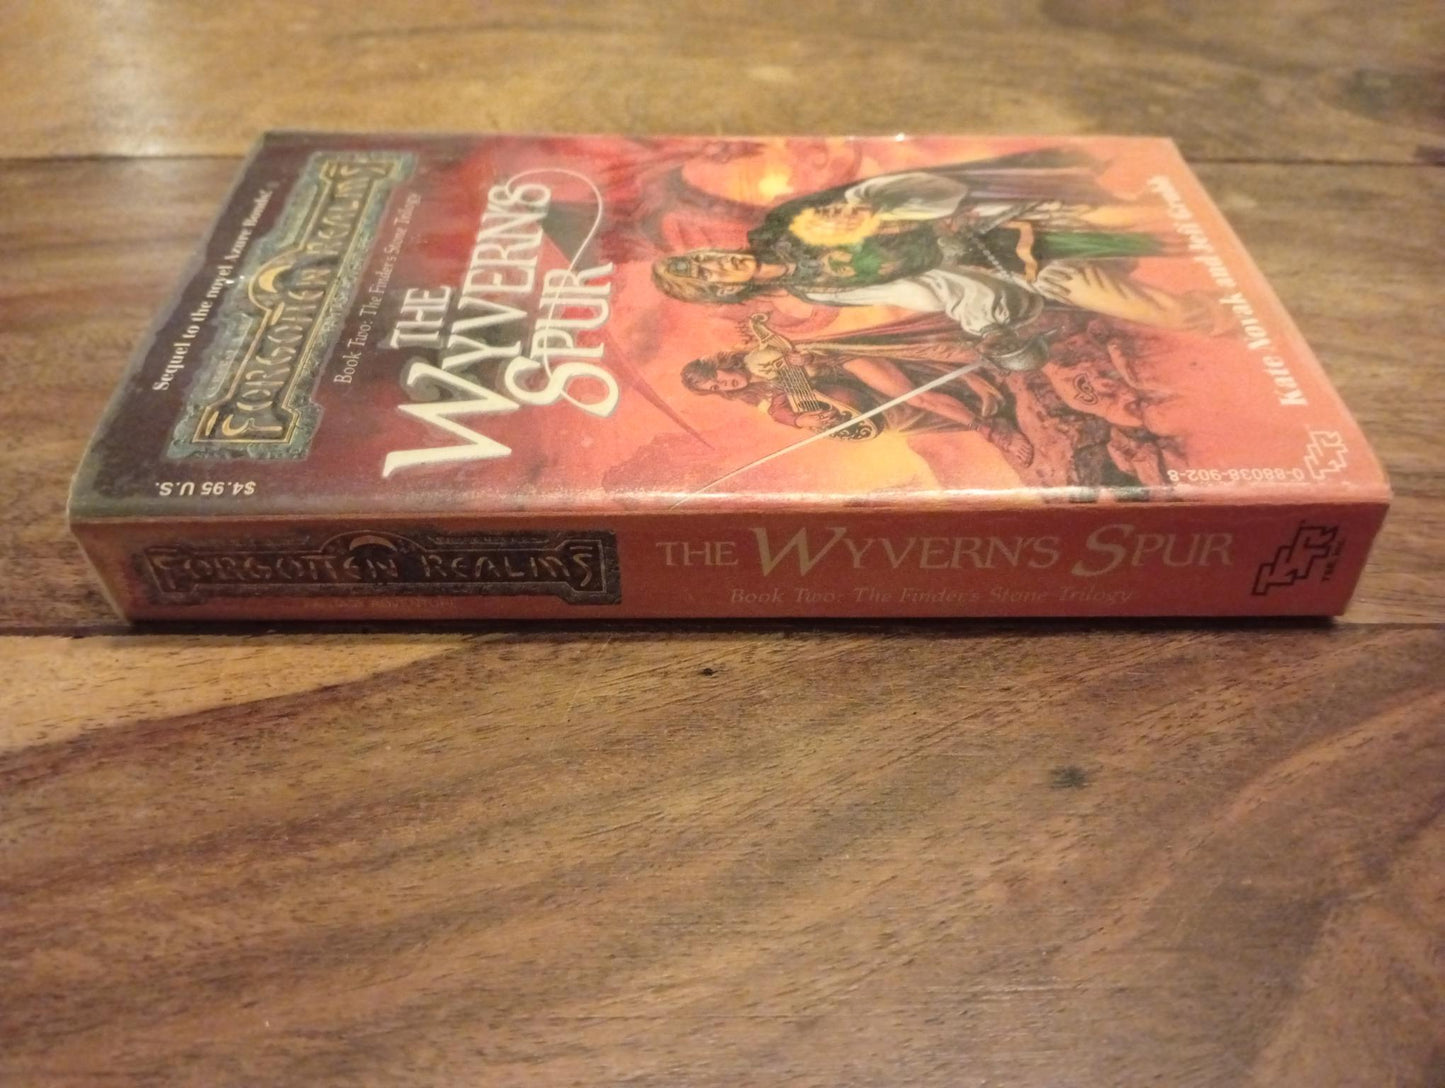 Sequel to the novel Azure Bonds
FORGOTTEN REALMS
Book Two: The Finder's Stone Trilogy
THE
WYVERN'S
SPUR
Kate Novak and Jeff Grubb
$4.95 U.S.
0-88038-902-8
TSR
FORGOTTEN REALMS
THE WYVERN'S SPUR
Book Two: The Finder's Stone Trilogy
TSR